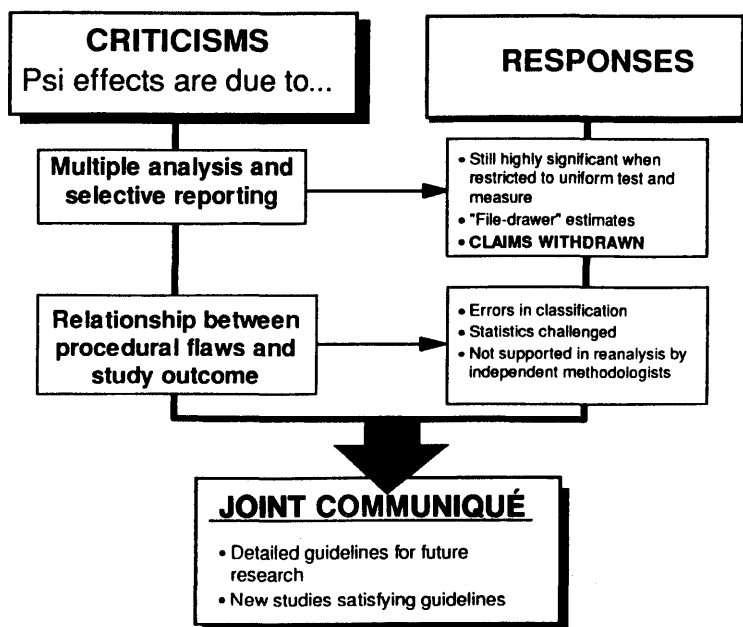 CRITICISMS
Psi effects are due to...
RESPONSES
Multiple analysis and
selective reporting
• Still highly significant when
restricted to uniform test and
measure
• "File-drawer" estimates
• CLAIMS WITHDRAWN
Relationship between
procedural flaws and
study outcome
• Errors in classification
• Statistics challenged
• Not supported in reanalysis by
independent methodologists
JOINT COMMUNIQUÉ
• Detailed guidelines for future
research
• New studies satisfying guidelines